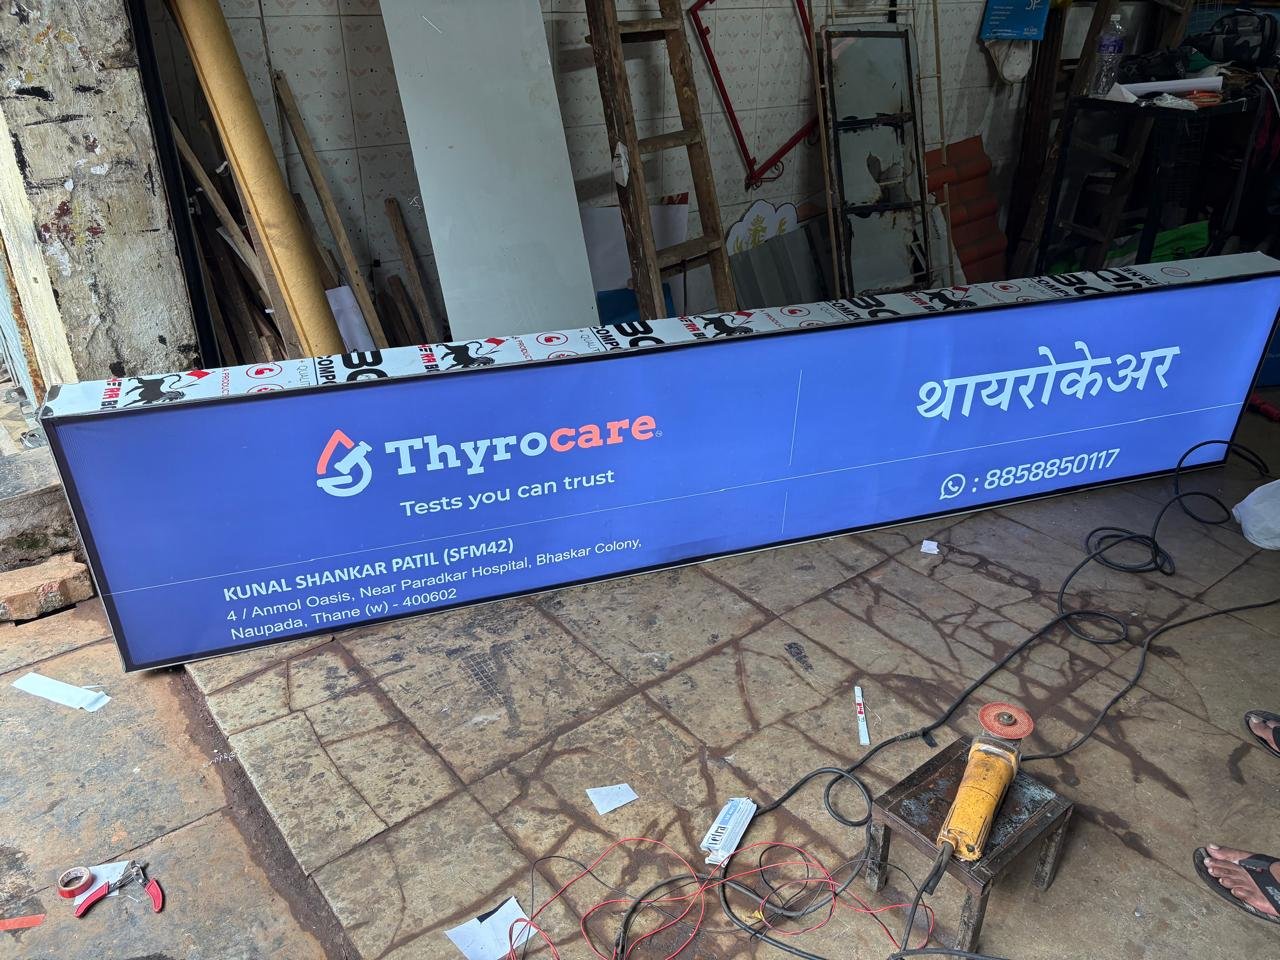 Thyrocare
Tests you can trust
KUNAL SHANKAR PATIL (SFM42)
4 / Anmol Oasis, Near Paradkar Hospital, Bhaskar Colony,
Naupada, Thane (w) - 400602
थायरोकेअर
: 8858850117